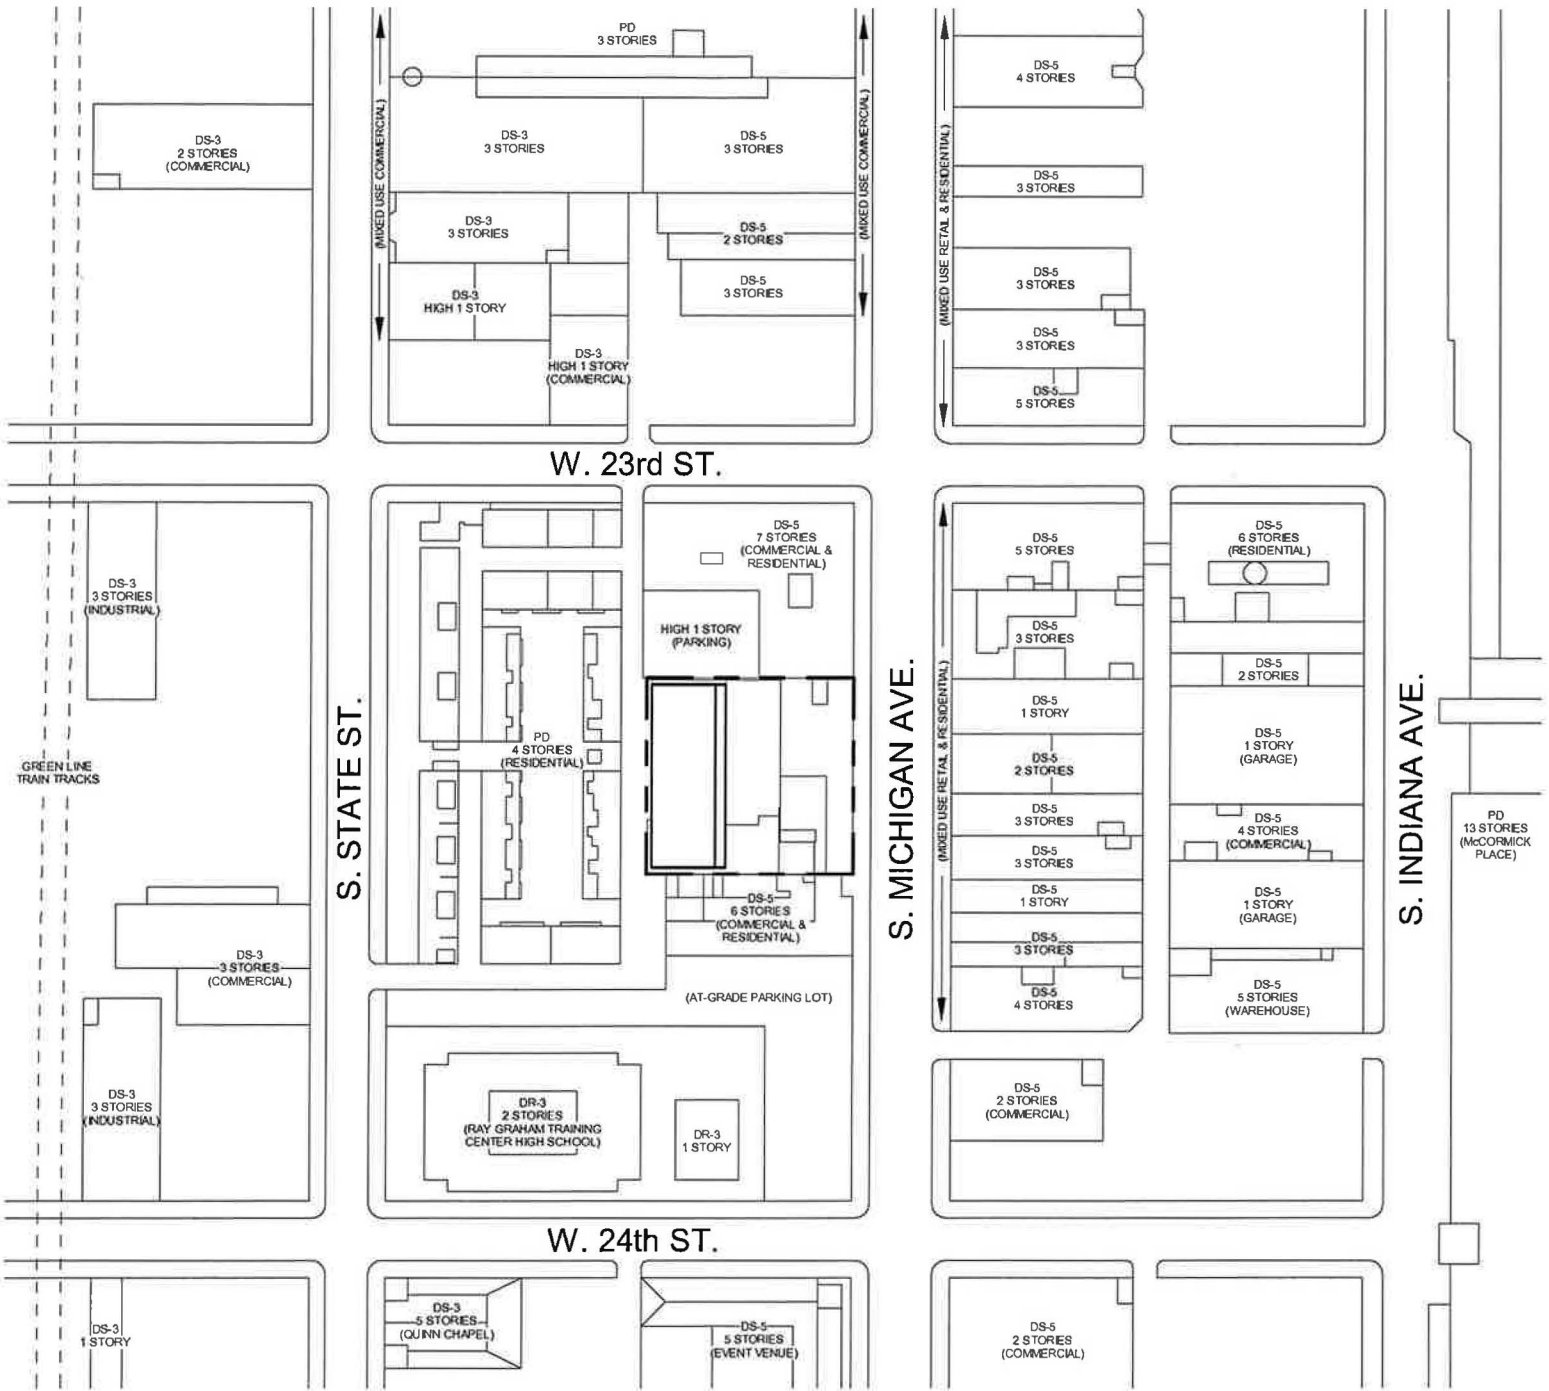 PD
3 STORIES
DS-5
4 STORIES
DS-3
2 STORIES
(COMMERCIAL)
(MIXED USE COMMERCIAL)
DS-3
3 STORIES
DS-5
3 STORIES
(MIXED USE COMMERCIAL)
(MIXED USE RETAIL & RESIDENTIAL)
DS-5
3 STORIES
DS-3
3 STORIES
DS-5
2 STORIES
DS-5
3 STORIES
DS-5
3 STORIES
DS-3
HIGH 1 STORY
DS-5
3 STORIES
DS-3
HIGH 1 STORY
(COMMERCIAL)
DS-5
5 STORIES
W. 23rd ST.
DS-3
3 STORIES
(INDUSTRIAL)
DS-5
7 STORIES
(COMMERCIAL &
RESIDENTIAL)
DS-5
5 STORIES
DS-5
6 STORIES
(RESIDENTIAL)
HIGH 1 STORY
(PARKING)
DS-5
3 STORIES
DS-5
2 STORIES
DS-5
1 STORY
PD
4 STORIES
(RESIDENTIAL)
DS-5
1 STORY
(GARAGE)
DS-5
2 STORIES
GREEN LINE
TRAIN TRACKS
S. STATE ST.
S. MICHIGAN AVE.
(MIXED USE RETAIL & RESIDENTIAL)
S. INDIANA AVE.
DS-5
3 STORIES
DS-5
4 STORIES
(COMMERCIAL)
PD
13 STORIES
(McCORMICK
PLACE)
DS-5
3 STORIES
DS-5
1 STORY
DS-5
1 STORY
(GARAGE)
DS-5
6 STORIES
(COMMERCIAL &
RESIDENTIAL)
DS-5
3 STORIES
DS-3
3 STORIES
(COMMERCIAL)
(AT-GRADE PARKING LOT)
DS-5
4 STORIES
DS-5
5 STORIES
(WAREHOUSE)
DS-3
3 STORIES
(INDUSTRIAL)
DR-3
2 STORIES
(RAY GRAHAM TRAINING
CENTER HIGH SCHOOL)
DR-3
1 STORY
DS-5
2 STORIES
(COMMERCIAL)
W. 24th ST.
DS-3
1 STORY
DS-3
5 STORIES
(QUINN CHAPEL)
DS-5
5 STORIES
(EVENT VENUE)
DS-5
2 STORIES
(COMMERCIAL)